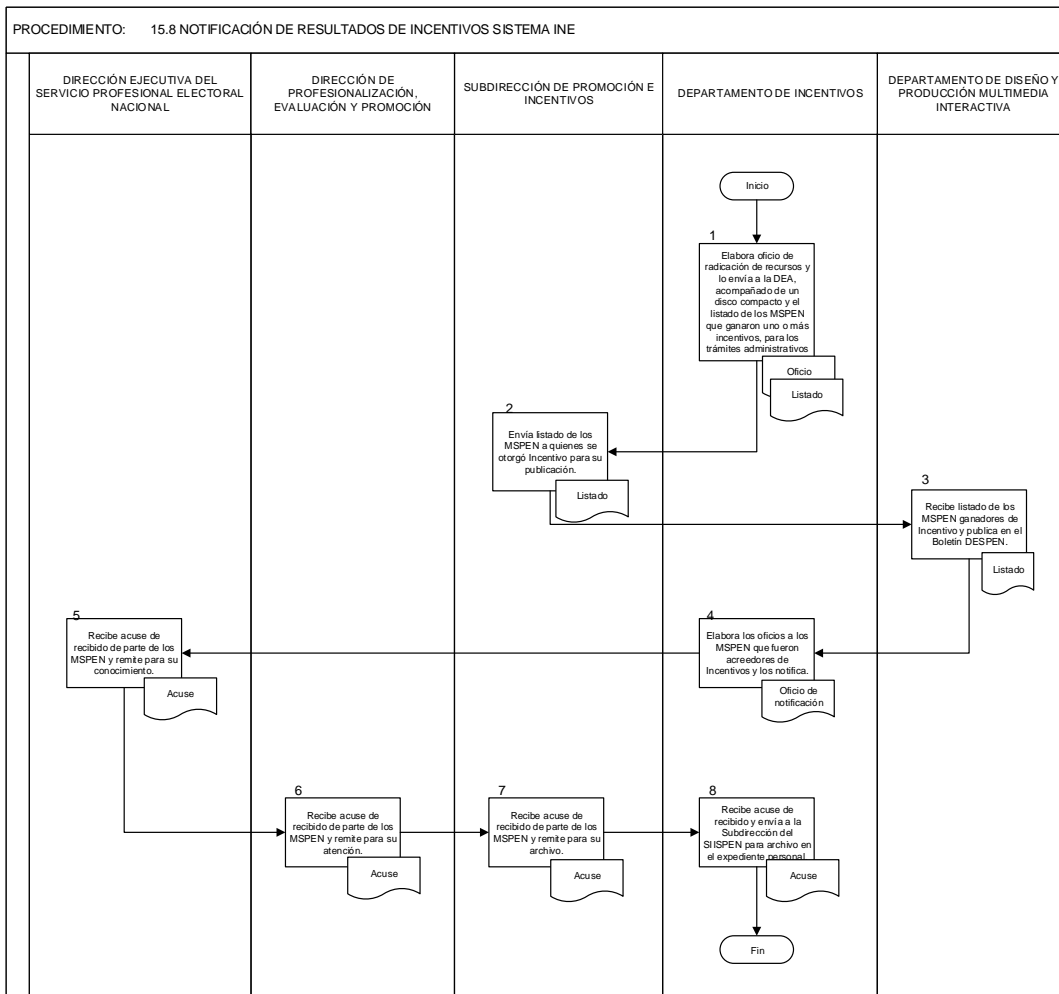 PROCEDIMIENTO: 15.8 NOTIFICACIÓN DE RESULTADOS DE INCENTIVOS SISTEMA INE
DIRECCIÓN EJECUTIVA DEL
SERVICIO PROFESIONAL ELECTORAL
NACIONAL
DIRECCIÓN DE
PROFESIONALIZACIÓN,
EVALUACIÓN Y PROMOCIÓN
SUBDIRECCIÓN DE PROMOCIÓN E
INCENTIVOS
DEPARTAMENTO DE INCENTIVOS
DEPARTAMENTO DE DISEÑO Y
PRODUCCIÓN MULTIMEDIA
INTERACTIVA
Inicio
1
Elabora oficio de
radicación de recursos y
lo envía a la DEA,
acompañado de un
disco compacto y el
listado de los MSPEN
que ganaron uno o más
incentivos, para los
trámites administrativos
Oficio
Listado
2
Envía listado de los
MSPEN a quienes se
otorgó Incentivo para su
publicación.
Listado
3
Recibe listado de los
MSPEN ganadores de
Incentivo y publica en el
Boletín DESPEN.
Listado
4
Elabora los oficios a los
MSPEN que fueron
acreedores de
Incentivos y los notifica.
Oficio de
notificación
5
Recibe acuse de
recibido de parte de los
MSPEN y remite para su
conocimiento.
Acuse
6
Recibe acuse de
recibido de parte de los
MSPEN y remite para su
atención.
Acuse
7
Recibe acuse de
recibido de parte de los
MSPEN y remite para su
archivo.
Acuse
8
Recibe acuse de
recibido y envía a la
Subdirección del
SIISPEN para archivo en
el expediente personal
Acuse
Fin